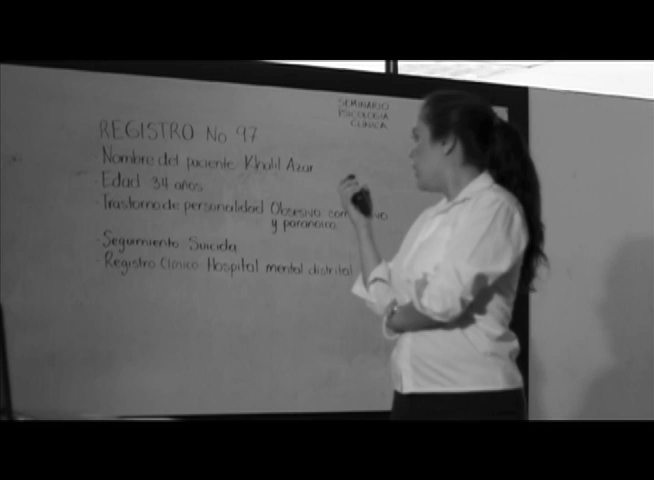 SEMINARIO
PSICOLOGIA
CLINICA
REGISTRO No 97
Nombre del paciente Khalil Azar
- Edad 34 años
- Trastorno de personalidad Obsesivo
y paranoico
- Seguimiento Suicida
- Registro Clinico: Hospital mental distrital